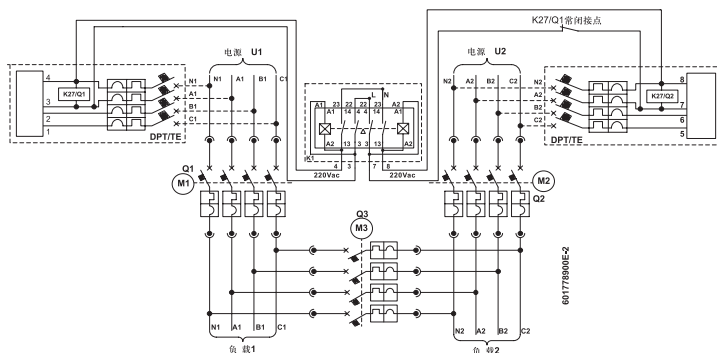 K27/Q1常闭接点
电源 U1
电源 U2
N1 A1 B1 C1
N2 A2 B2 C2
4
K27/Q1
3
2
1
N1
A1
B1
C1
DPT/TE
L N
A1 23 22 14 22 23 A2
A1 24 4 4 14 A1
A2 13 3 3 13 A2
K1
4 3 7 8
220Vac
220Vac
N2
A2
B2
C2
8
K27/Q2
7
6
5
DPT/TE
Q1
M1
M2
Q2
Q3
M3
N1 A1 B1 C1
N2 A2 B2 C2
负 载1
负 载2
601778900E-2